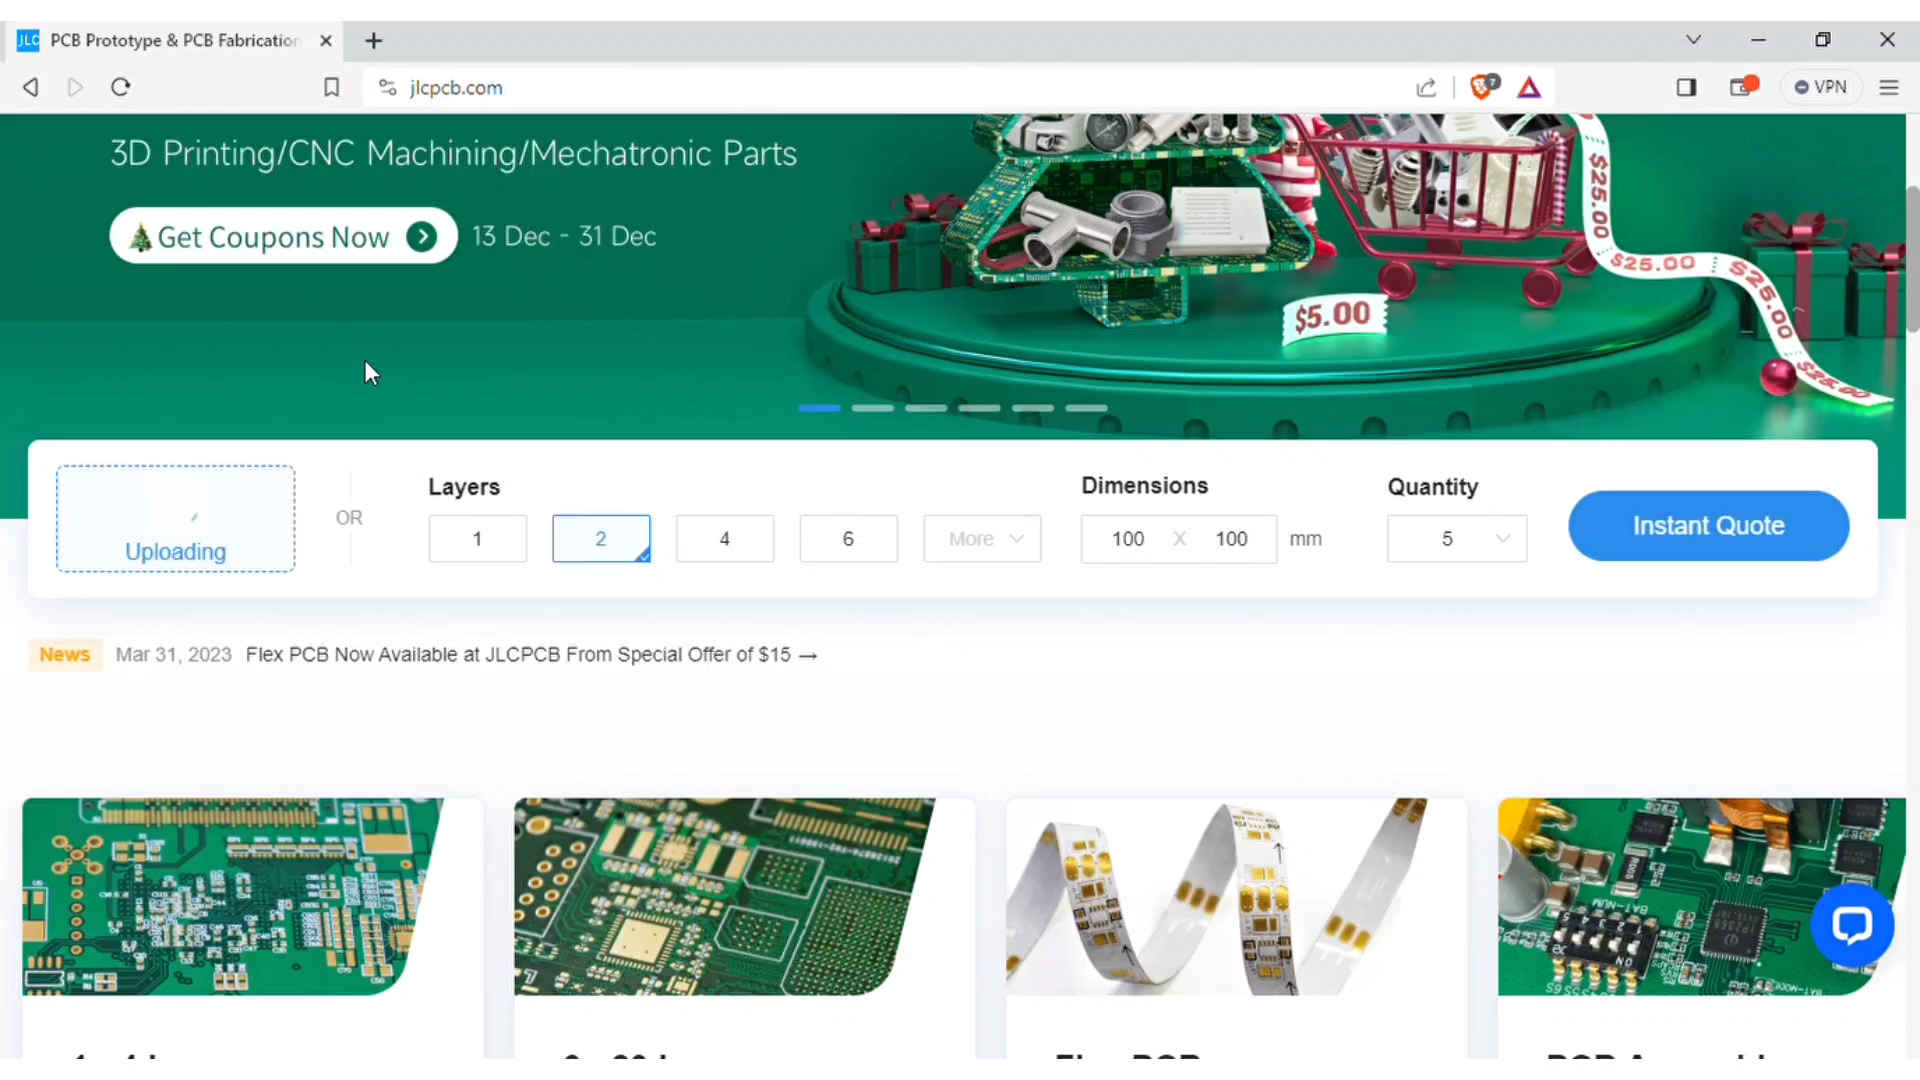 JLC PCB Prototype & PCB Fabrication
jlcpcb.com
7
VPN
3D Printing/CNC Machining/Mechatronic Parts
Get Coupons Now
13 Dec - 31 Dec
$25.00
$25.00
$25.00
$25.00
$5.00
Uploading
OR
Layers
1
2
4
6
More
Dimensions
100 X 100 mm
Quantity
5
Instant Quote
News Mar 31, 2023 Flex PCB Now Available at JLCPCB From Special Offer of $15 →